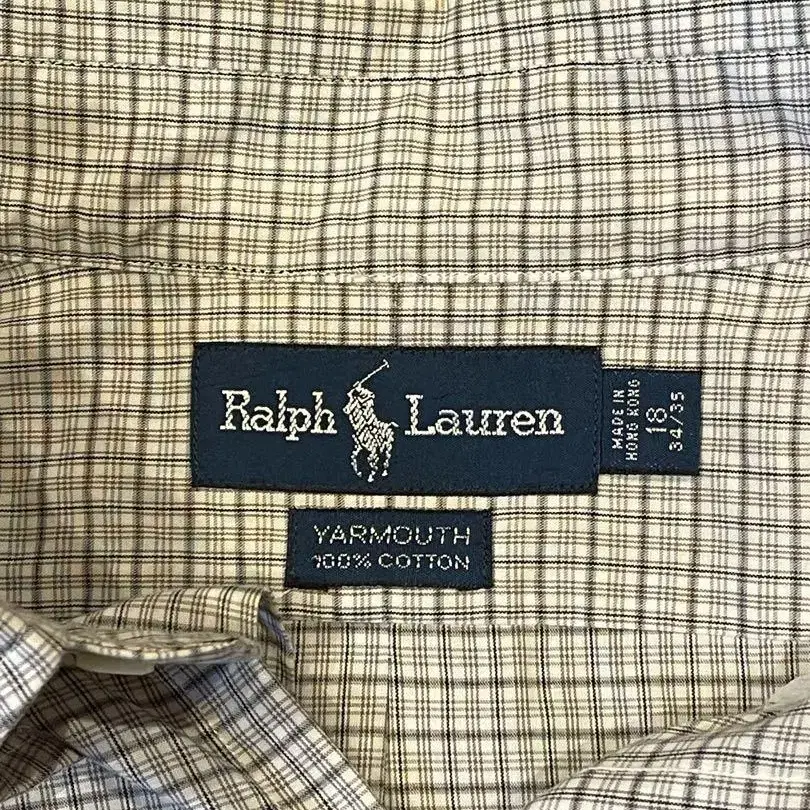 Ralph Lauren
MADE IN
HONG KONG
18
34/35
YARMOUTH
100% COTTON